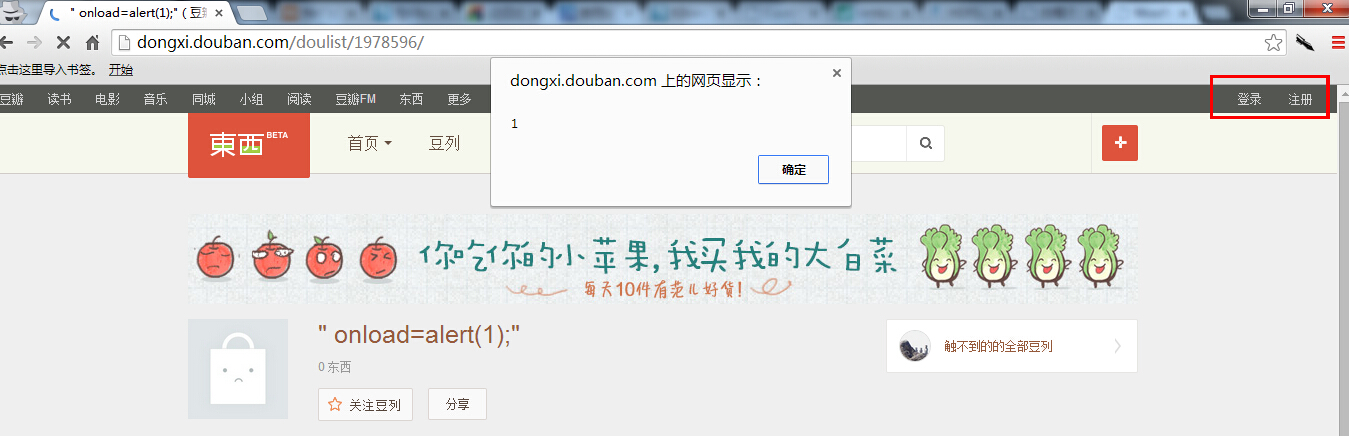 " onload=alert(1);" ( 豆
dongxi.douban.com/doulist/1978596/
点击这里导入书签。 开始
豆瓣 读书 电影 音乐 同城 小组 阅读 豆瓣FM 东西 更多 登录 注册
dongxi.douban.com 上的网页显示：
1
确定
東西 BETA 首页 豆列
你吃你的小苹果,我买我的大白菜
每天10件有范儿好货!
" onload=alert(1);"
0 东西
触不到的的全部豆列
关注豆列 分享